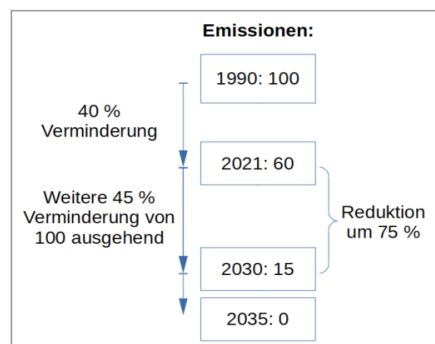 Emissionen:
1990: 100
40 %
Verminderung
2021: 60
Weitere 45 %
Verminderung von
100 ausgehend
Reduktion
um 75 %
2030: 15
2035: 0